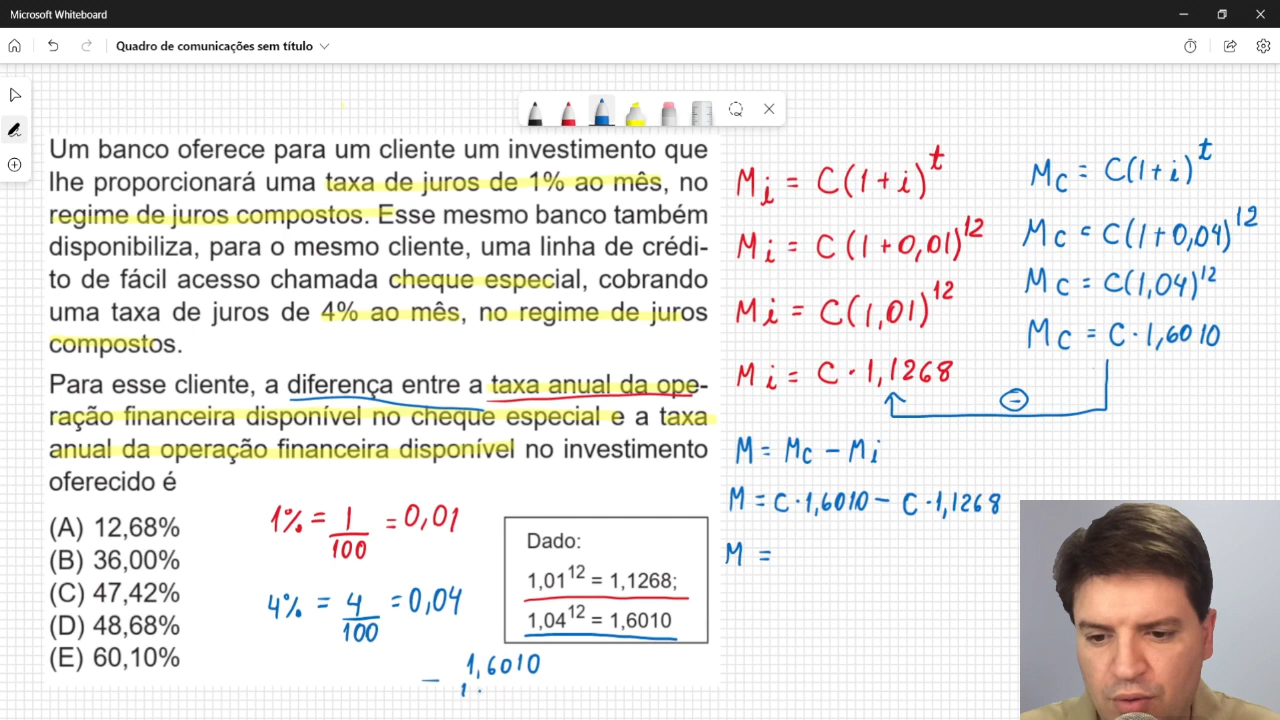 Microsoft Whiteboard
Quadro de comunicações sem título
Um banco oferece para um cliente um investimento que
lhe proporcionará uma taxa de juros de 1% ao mês, no
regime de juros compostos. Esse mesmo banco também
disponibiliza, para o mesmo cliente, uma linha de crédi-
to de fácil acesso chamada cheque especial, cobrando
uma taxa de juros de 4% ao mês, no regime de juros
compostos.
Para esse cliente, a diferença entre a taxa anual da ope-
ração financeira disponível no cheque especial e a taxa
anual da operação financeira disponível no investimento
oferecido é
(A) 12,68%
(B) 36,00%
(C) 47,42%
(D) 48,68%
(E) 60,10%
1% = 1/100 = 0,01
4% = 4/100 = 0,04
Dado:
1,01^12 = 1,1268;
1,04^12 = 1,6010
- 1,6010
1,
Mi = C(1+i)^t
Mi = C(1+0,01)^12
Mi = C(1,01)^12
Mi = C · 1,1268
Mc = C(1+i)^t
Mc = C(1+0,04)^12
Mc = C(1,04)^12
Mc = C · 1,6010
-
M = Mc - Mi
M = C · 1,6010 - C · 1,1268
M =